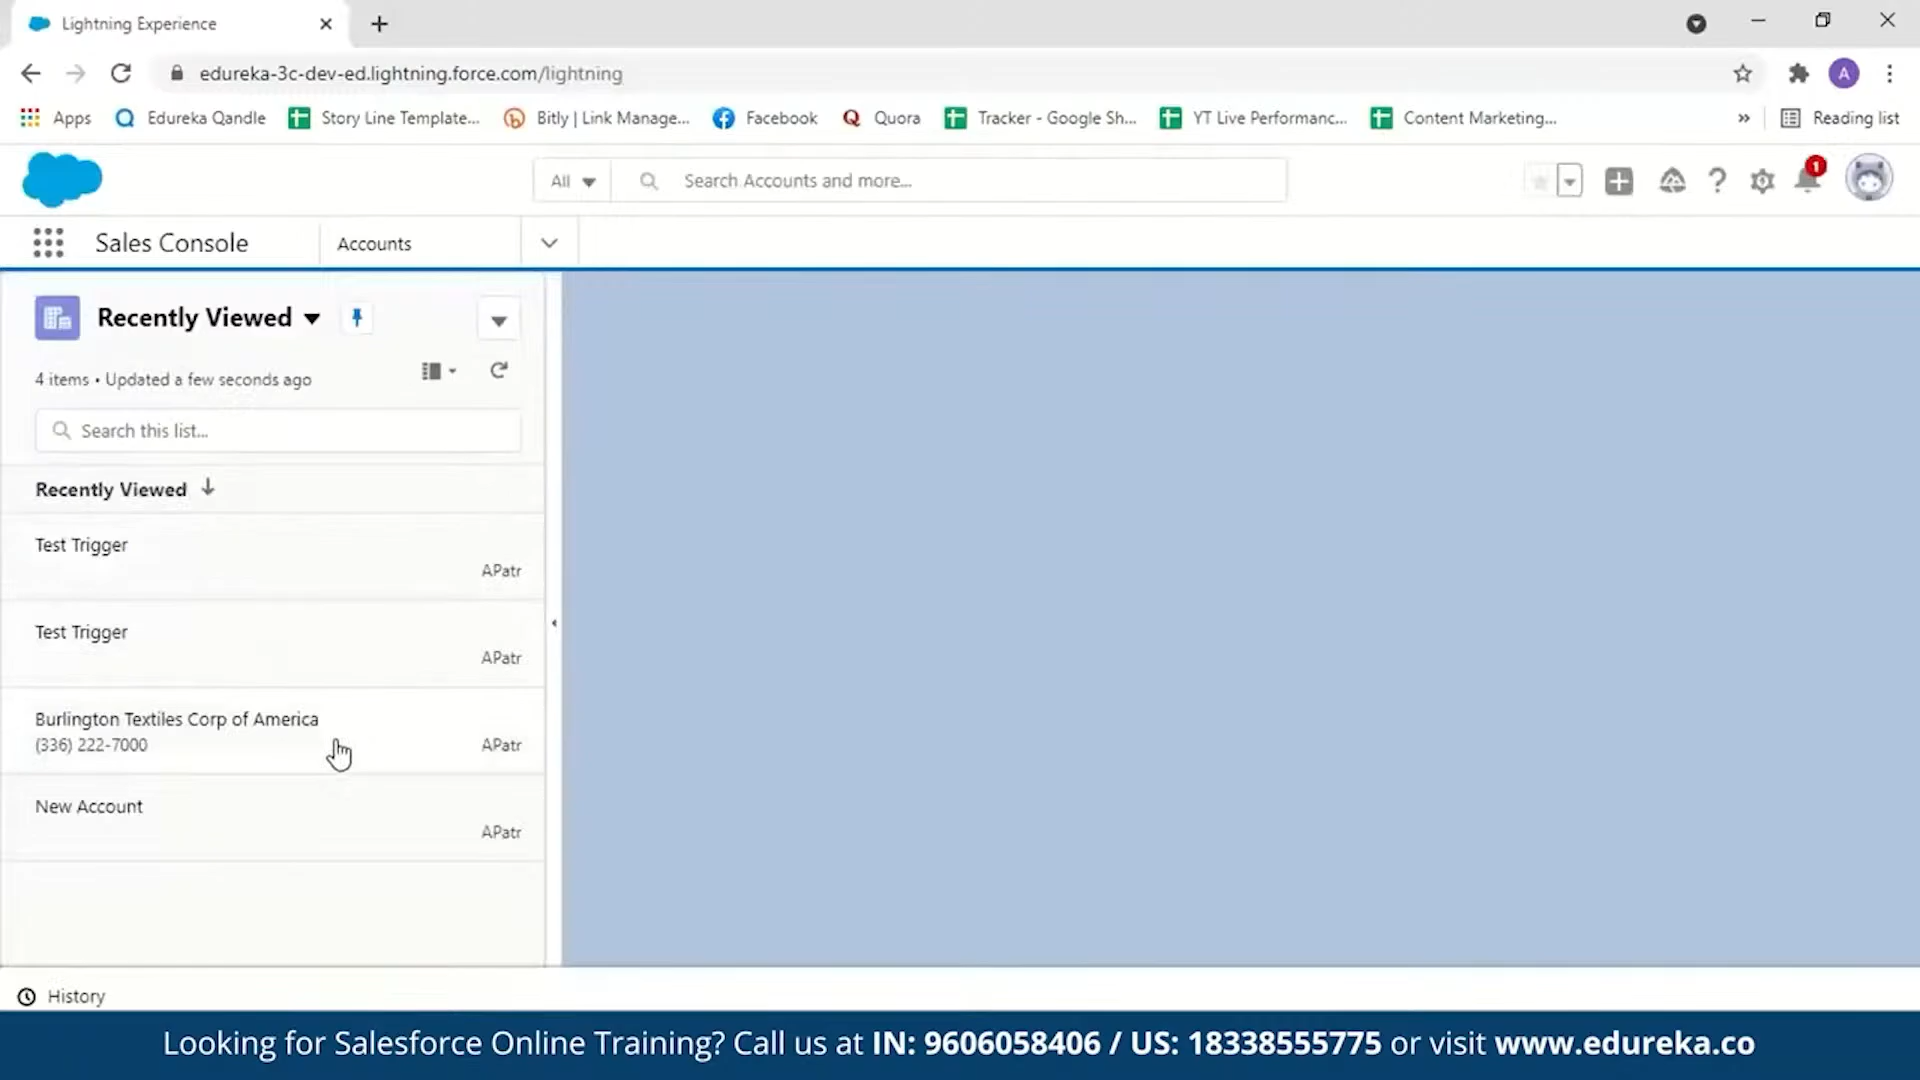 Lightning Experience
edureka-3c-dev-ed.lightning.force.com/lightning
A
Apps Edureka Qandle Story Line Template... Bitly | Link Manage... Facebook Quora Tracker - Google Sh... YT Live Performanc... Content Marketing... » Reading list
All Search Accounts and more...
1
Sales Console Accounts
Recently Viewed
4 items • Updated a few seconds ago
Search this list...
Recently Viewed
Test Trigger
APatr
Test Trigger
APatr
Burlington Textiles Corp of America
(336) 222-7000 APatr
New Account
APatr
History
Looking for Salesforce Online Training? Call us at IN: 9606058406 / US: 18338555775 or visit www.edureka.co